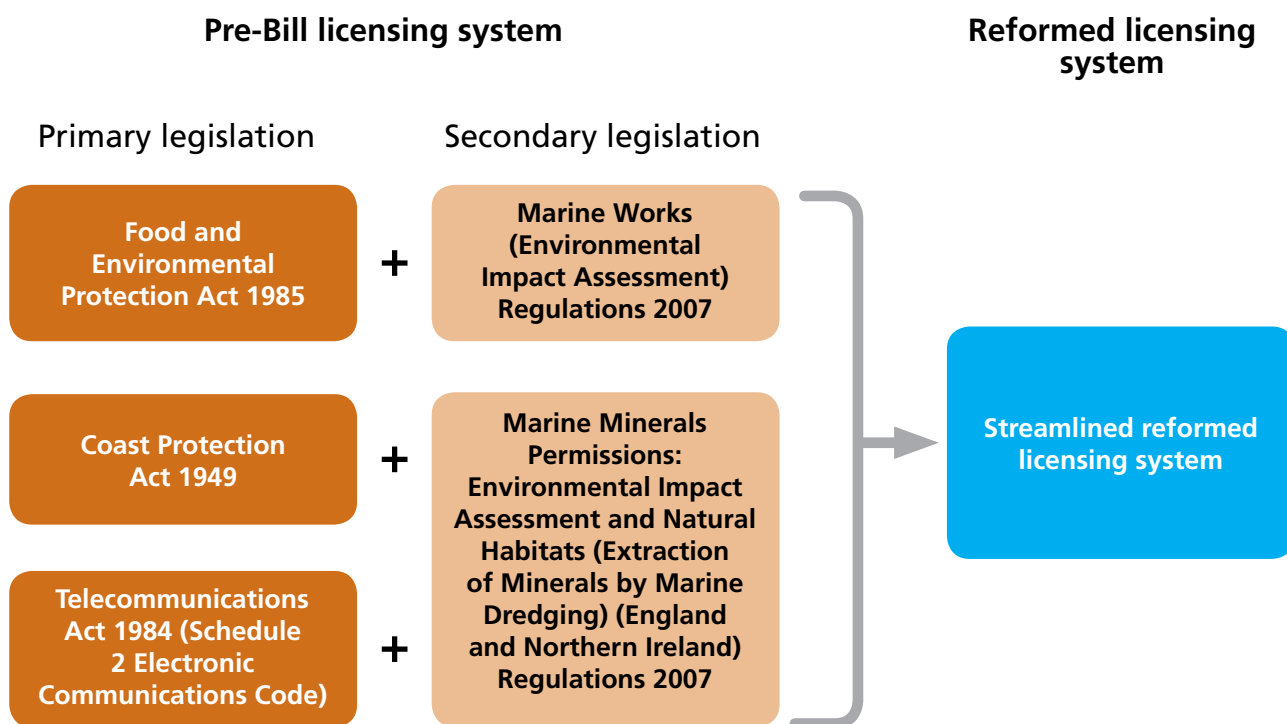 Pre-Bill licensing system
Reformed licensing
system
Primary legislation
Secondary legislation
Food and
Environmental
Protection Act 1985
+
Marine Works
(Environmental
Impact Assessment)
Regulations 2007
Coast Protection
Act 1949
+
Marine Minerals
Permissions:
Environmental Impact
Assessment and Natural
Habitats (Extraction
of Minerals by Marine
Dredging) (England
and Northern Ireland)
Regulations 2007
Telecommunications
Act 1984 (Schedule
2 Electronic
Communications Code)
+
Streamlined reformed
licensing system